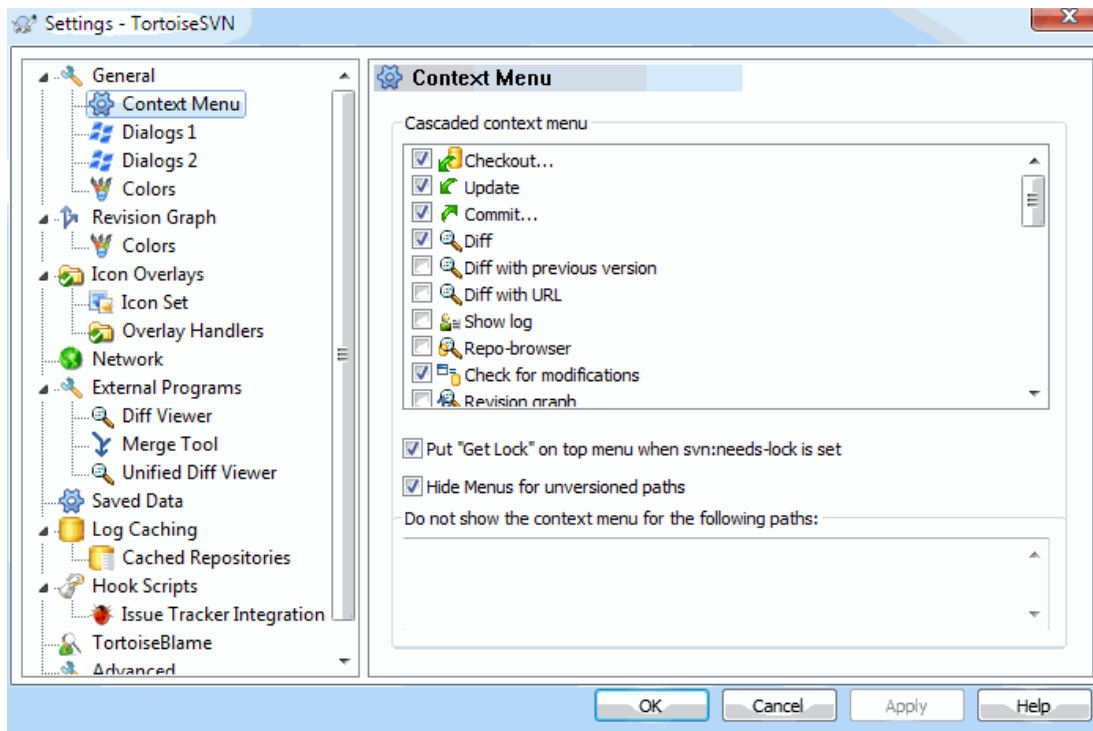 Settings - TortoiseSVN
General
Context Menu
Dialogs 1
Dialogs 2
Colors
Revision Graph
Colors
Icon Overlays
Icon Set
Overlay Handlers
Network
External Programs
Diff Viewer
Merge Tool
Unified Diff Viewer
Saved Data
Log Caching
Cached Repositories
Hook Scripts
Issue Tracker Integration
TortoiseBlame
Advanced
Context Menu
Cascaded context menu
Checkout...
Update
Commit...
Diff
Diff with previous version
Diff with URL
Show log
Repo-browser
Check for modifications
Revision graph
Put "Get Lock" on top menu when svn:needs-lock is set
Hide Menus for unversioned paths
Do not show the context menu for the following paths:
OK
Cancel
Apply
Help